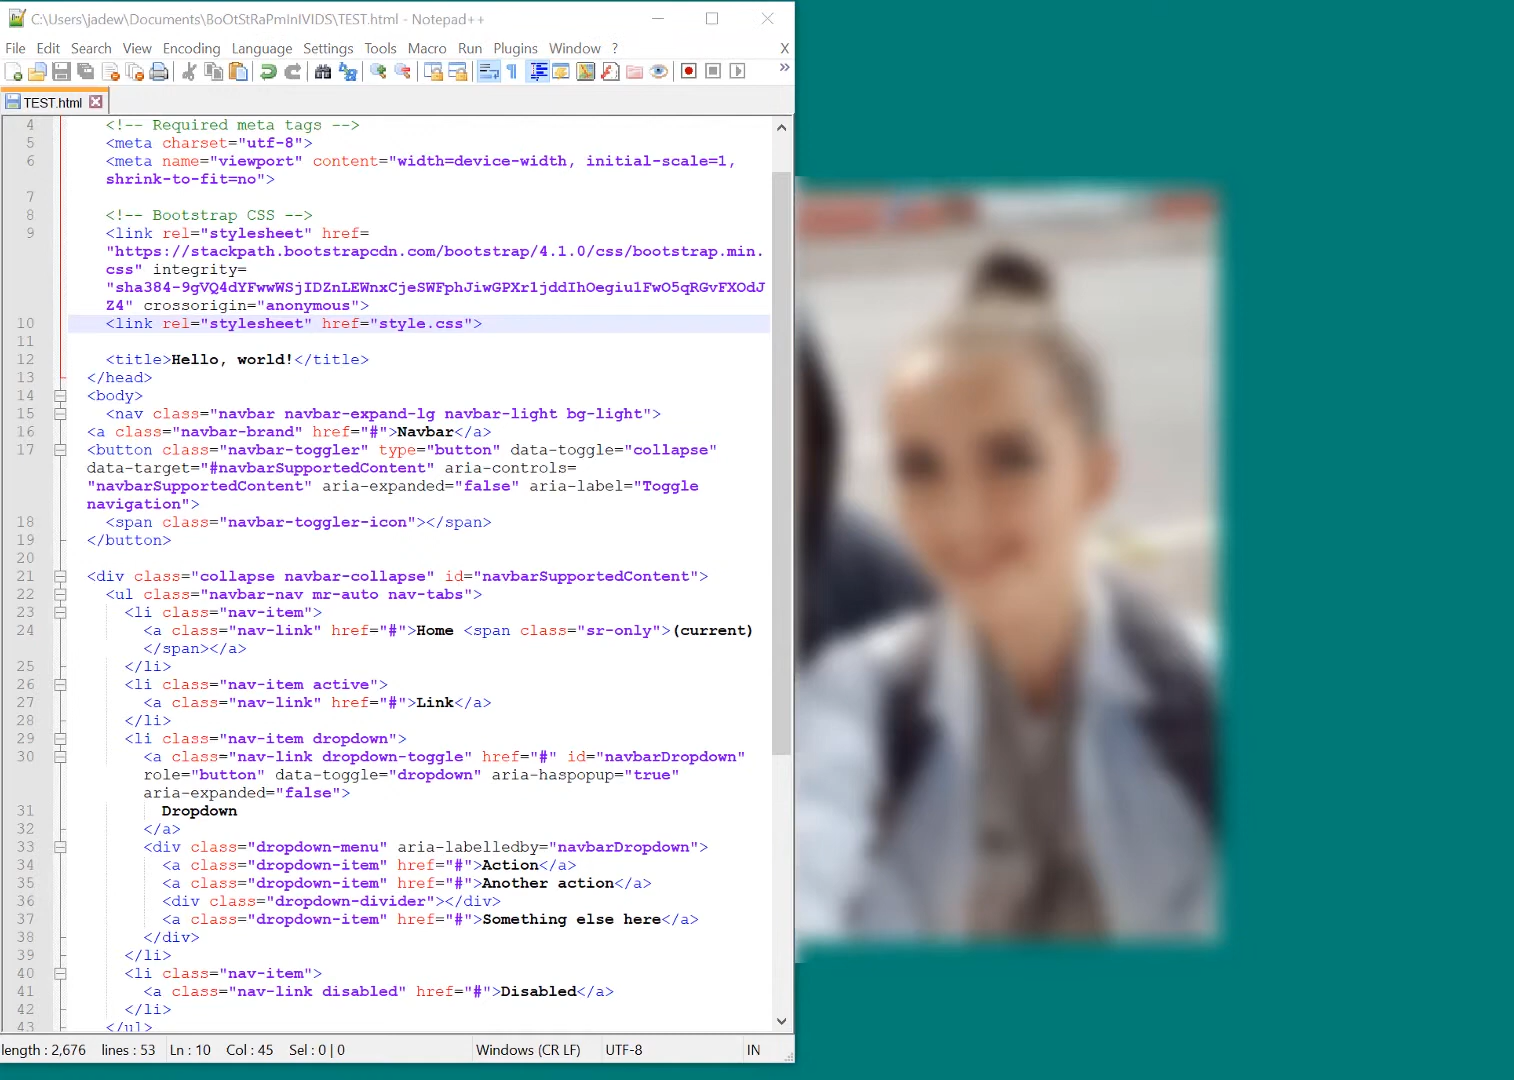 C:\Users\jadew\Documents\BoOtStRaPmInIVIDS\TEST.html - Notepad++
File Edit Search View Encoding Language Settings Tools Macro Run Plugins Window ? X
TEST.html
4 <!-- Required meta tags -->
5 <meta charset="utf-8">
6 <meta name="viewport" content="width=device-width, initial-scale=1,
shrink-to-fit=no">
7
8 <!-- Bootstrap CSS -->
9 <link rel="stylesheet" href=
"https://stackpath.bootstrapcdn.com/bootstrap/4.1.0/css/bootstrap.min.
css" integrity=
"sha384-9gVQ4dYFwwWSjIDZnLEWnxCjeSWFphJiwGPXr1jddIhOegiu1FwO5qRGvFXOdJ
Z4" crossorigin="anonymous">
10 <link rel="stylesheet" href="style.css">
11
12 <title>Hello, world!</title>
13 </head>
14 <body>
15 <nav class="navbar navbar-expand-lg navbar-light bg-light">
16 <a class="navbar-brand" href="#">Navbar</a>
17 <button class="navbar-toggler" type="button" data-toggle="collapse"
data-target="#navbarSupportedContent" aria-controls=
"navbarSupportedContent" aria-expanded="false" aria-label="Toggle
navigation">
18 <span class="navbar-toggler-icon"></span>
19 </button>
20
21 <div class="collapse navbar-collapse" id="navbarSupportedContent">
22 <ul class="navbar-nav mr-auto nav-tabs">
23 <li class="nav-item">
24 <a class="nav-link" href="#">Home <span class="sr-only">(current)
</span></a>
25 </li>
26 <li class="nav-item active">
27 <a class="nav-link" href="#">Link</a>
28 </li>
29 <li class="nav-item dropdown">
30 <a class="nav-link dropdown-toggle" href="#" id="navbarDropdown"
role="button" data-toggle="dropdown" aria-haspopup="true"
aria-expanded="false">
31 Dropdown
32 </a>
33 <div class="dropdown-menu" aria-labelledby="navbarDropdown">
34 <a class="dropdown-item" href="#">Action</a>
35 <a class="dropdown-item" href="#">Another action</a>
36 <div class="dropdown-divider"></div>
37 <a class="dropdown-item" href="#">Something else here</a>
38 </div>
39 </li>
40 <li class="nav-item">
41 <a class="nav-link disabled" href="#">Disabled</a>
42 </li>
43 </ul>
length : 2,676 lines : 53 Ln : 10 Col : 45 Sel : 0 | 0 Windows (CR LF) UTF-8 IN